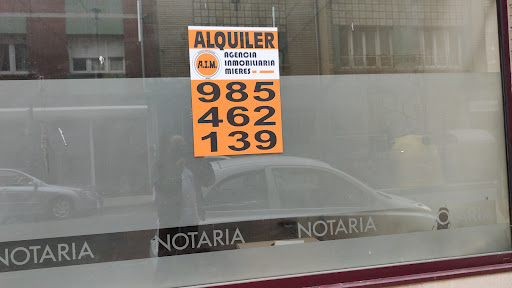 ALQUILER
A.I.M.
AGENCIA
INMOBILIARIA
MIERES
985
462
139
NOTARIA
NOTARIA
NOTARIA